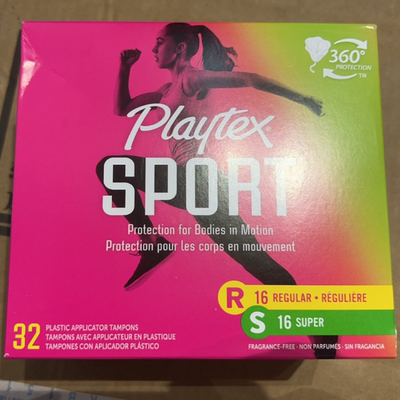 360°
PROTECTION
TM
Playtex
SPORT
Protection for Bodies in Motion
Protection pour les corps en mouvement
R 16 REGULAR • RÉGULIÈRE
S 16 SUPER
32 PLASTIC APPLICATOR TAMPONS
TAMPONS AVEC APPLICATEUR EN PLASTIQUE
TAMPONES CON APLICADOR PLÁSTICO
FRAGRANCE-FREE • NON PARFUMÉS • SIN FRAGANCIA